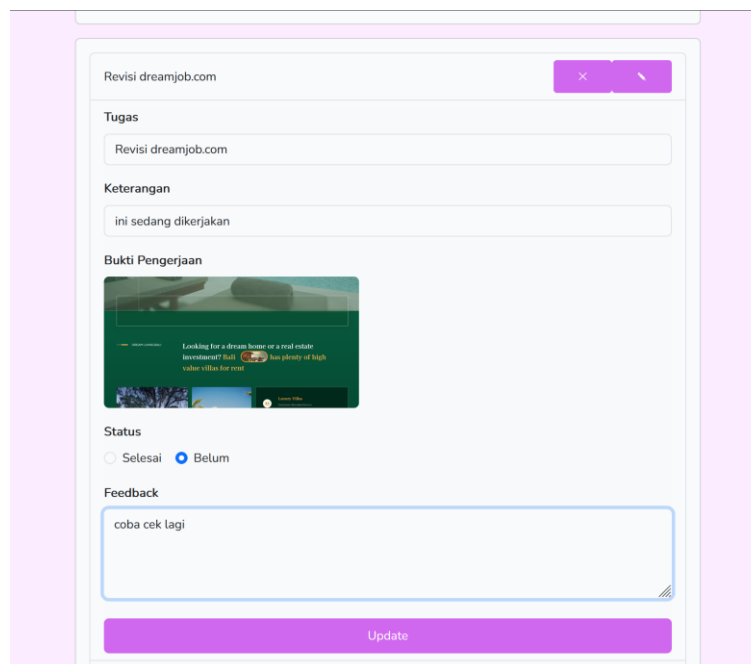 Revisi dreamjob.com
Tugas
Revisi dreamjob.com
Keterangan
ini sedang dikerjakan
Bukti Pengerjaan
Looking for a dream home or a real estate
investment? Bali has plenty of high
value villas for rent
Luxury Villas
Status
Selesai Belum
Feedback
coba cek lagi
Update